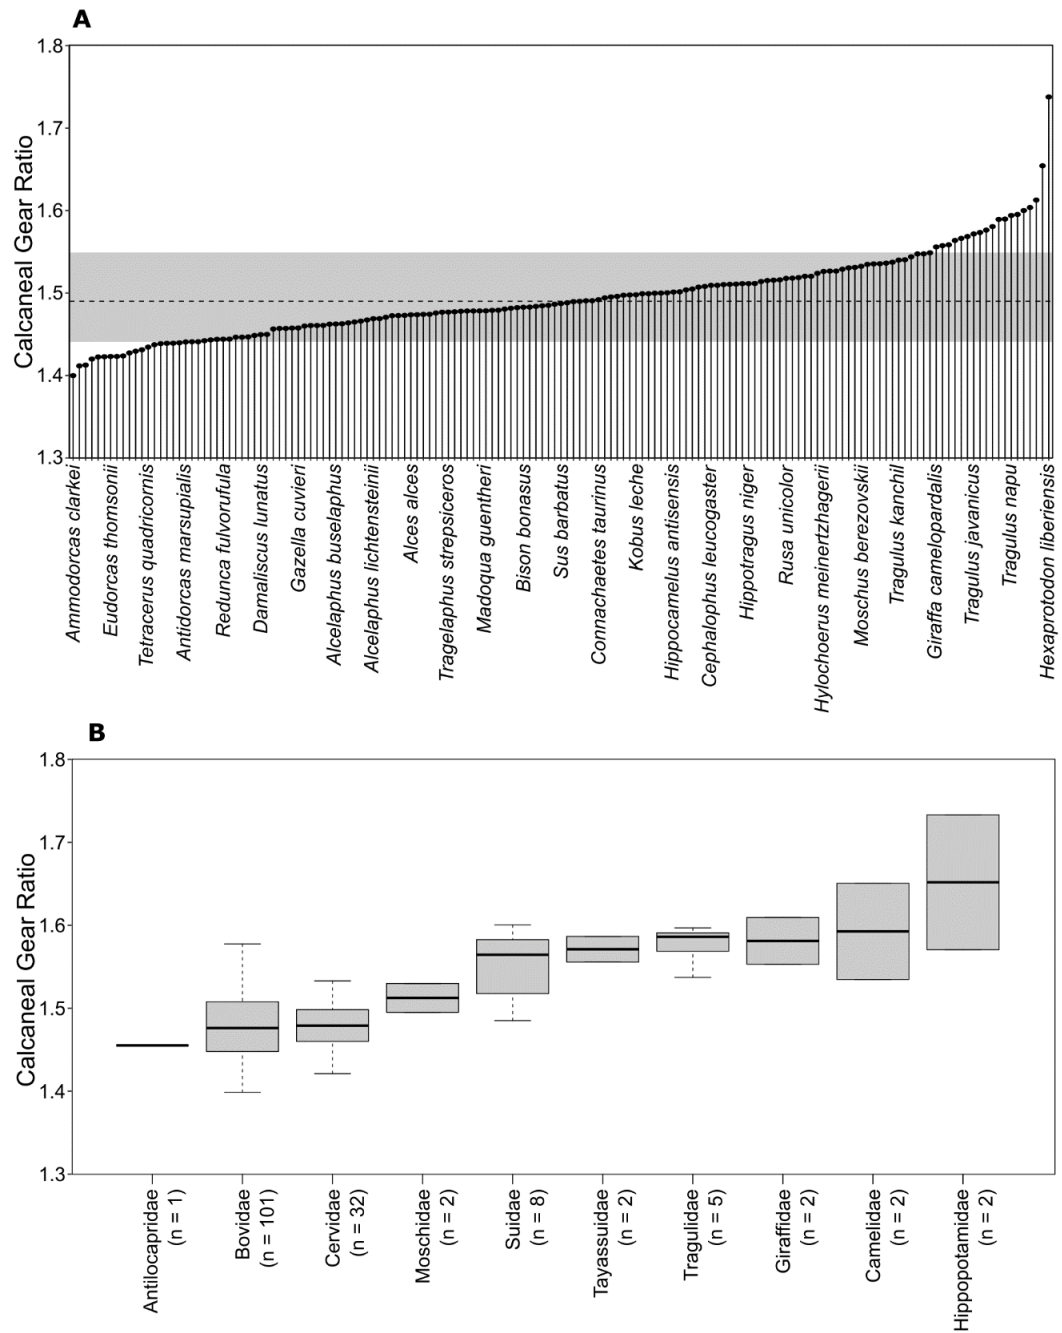 A
Calcaneal Gear Ratio
1.8
1.7
1.6
1.5
1.4
1.3
Ammodorcas clarkei
Eudorcas thomsonii
Tetracerus quadricornis
Antidorcas marsupialis
Redunca fulvorufula
Damaliscus lunatus
Gazella cuvieri
Alcelaphus buselaphus
Alcelaphus lichtensteinii
Alces alces
Tragelaphus strepsiceros
Madoqua guentheri
Bison bonasus
Sus barbatus
Connachaetes taurinus
Kobus leche
Hippocamelus antisensis
Cephalophus leucogaster
Hippotragus niger
Rusa unicolor
Hylochoerus meinertzhagerii
Moschus berezovskii
Tragulus kanchil
Giraffa camelopardalis
Tragulus javanicus
Tragulus napu
Hexaprotodon liberiensis
B
Calcaneal Gear Ratio
1.8
1.7
1.6
1.5
1.4
1.3
Antilocapridae
(n = 1)
Bovidae
(n = 101)
Cervidae
(n = 32)
Moschidae
(n = 2)
Suidae
(n = 8)
Tayassuidae
(n = 2)
Tragulidae
(n = 5)
Giraffidae
(n = 2)
Camelidae
(n = 2)
Hippopotamidae
(n = 2)